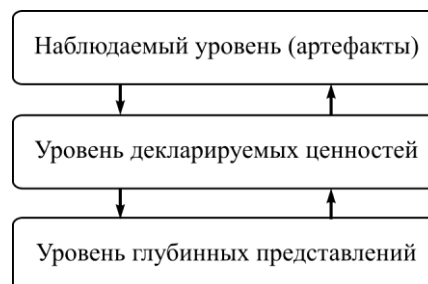 Наблюдаемый уровень (артефакты)
Уровень декларируемых ценностей
Уровень глубинных представлений